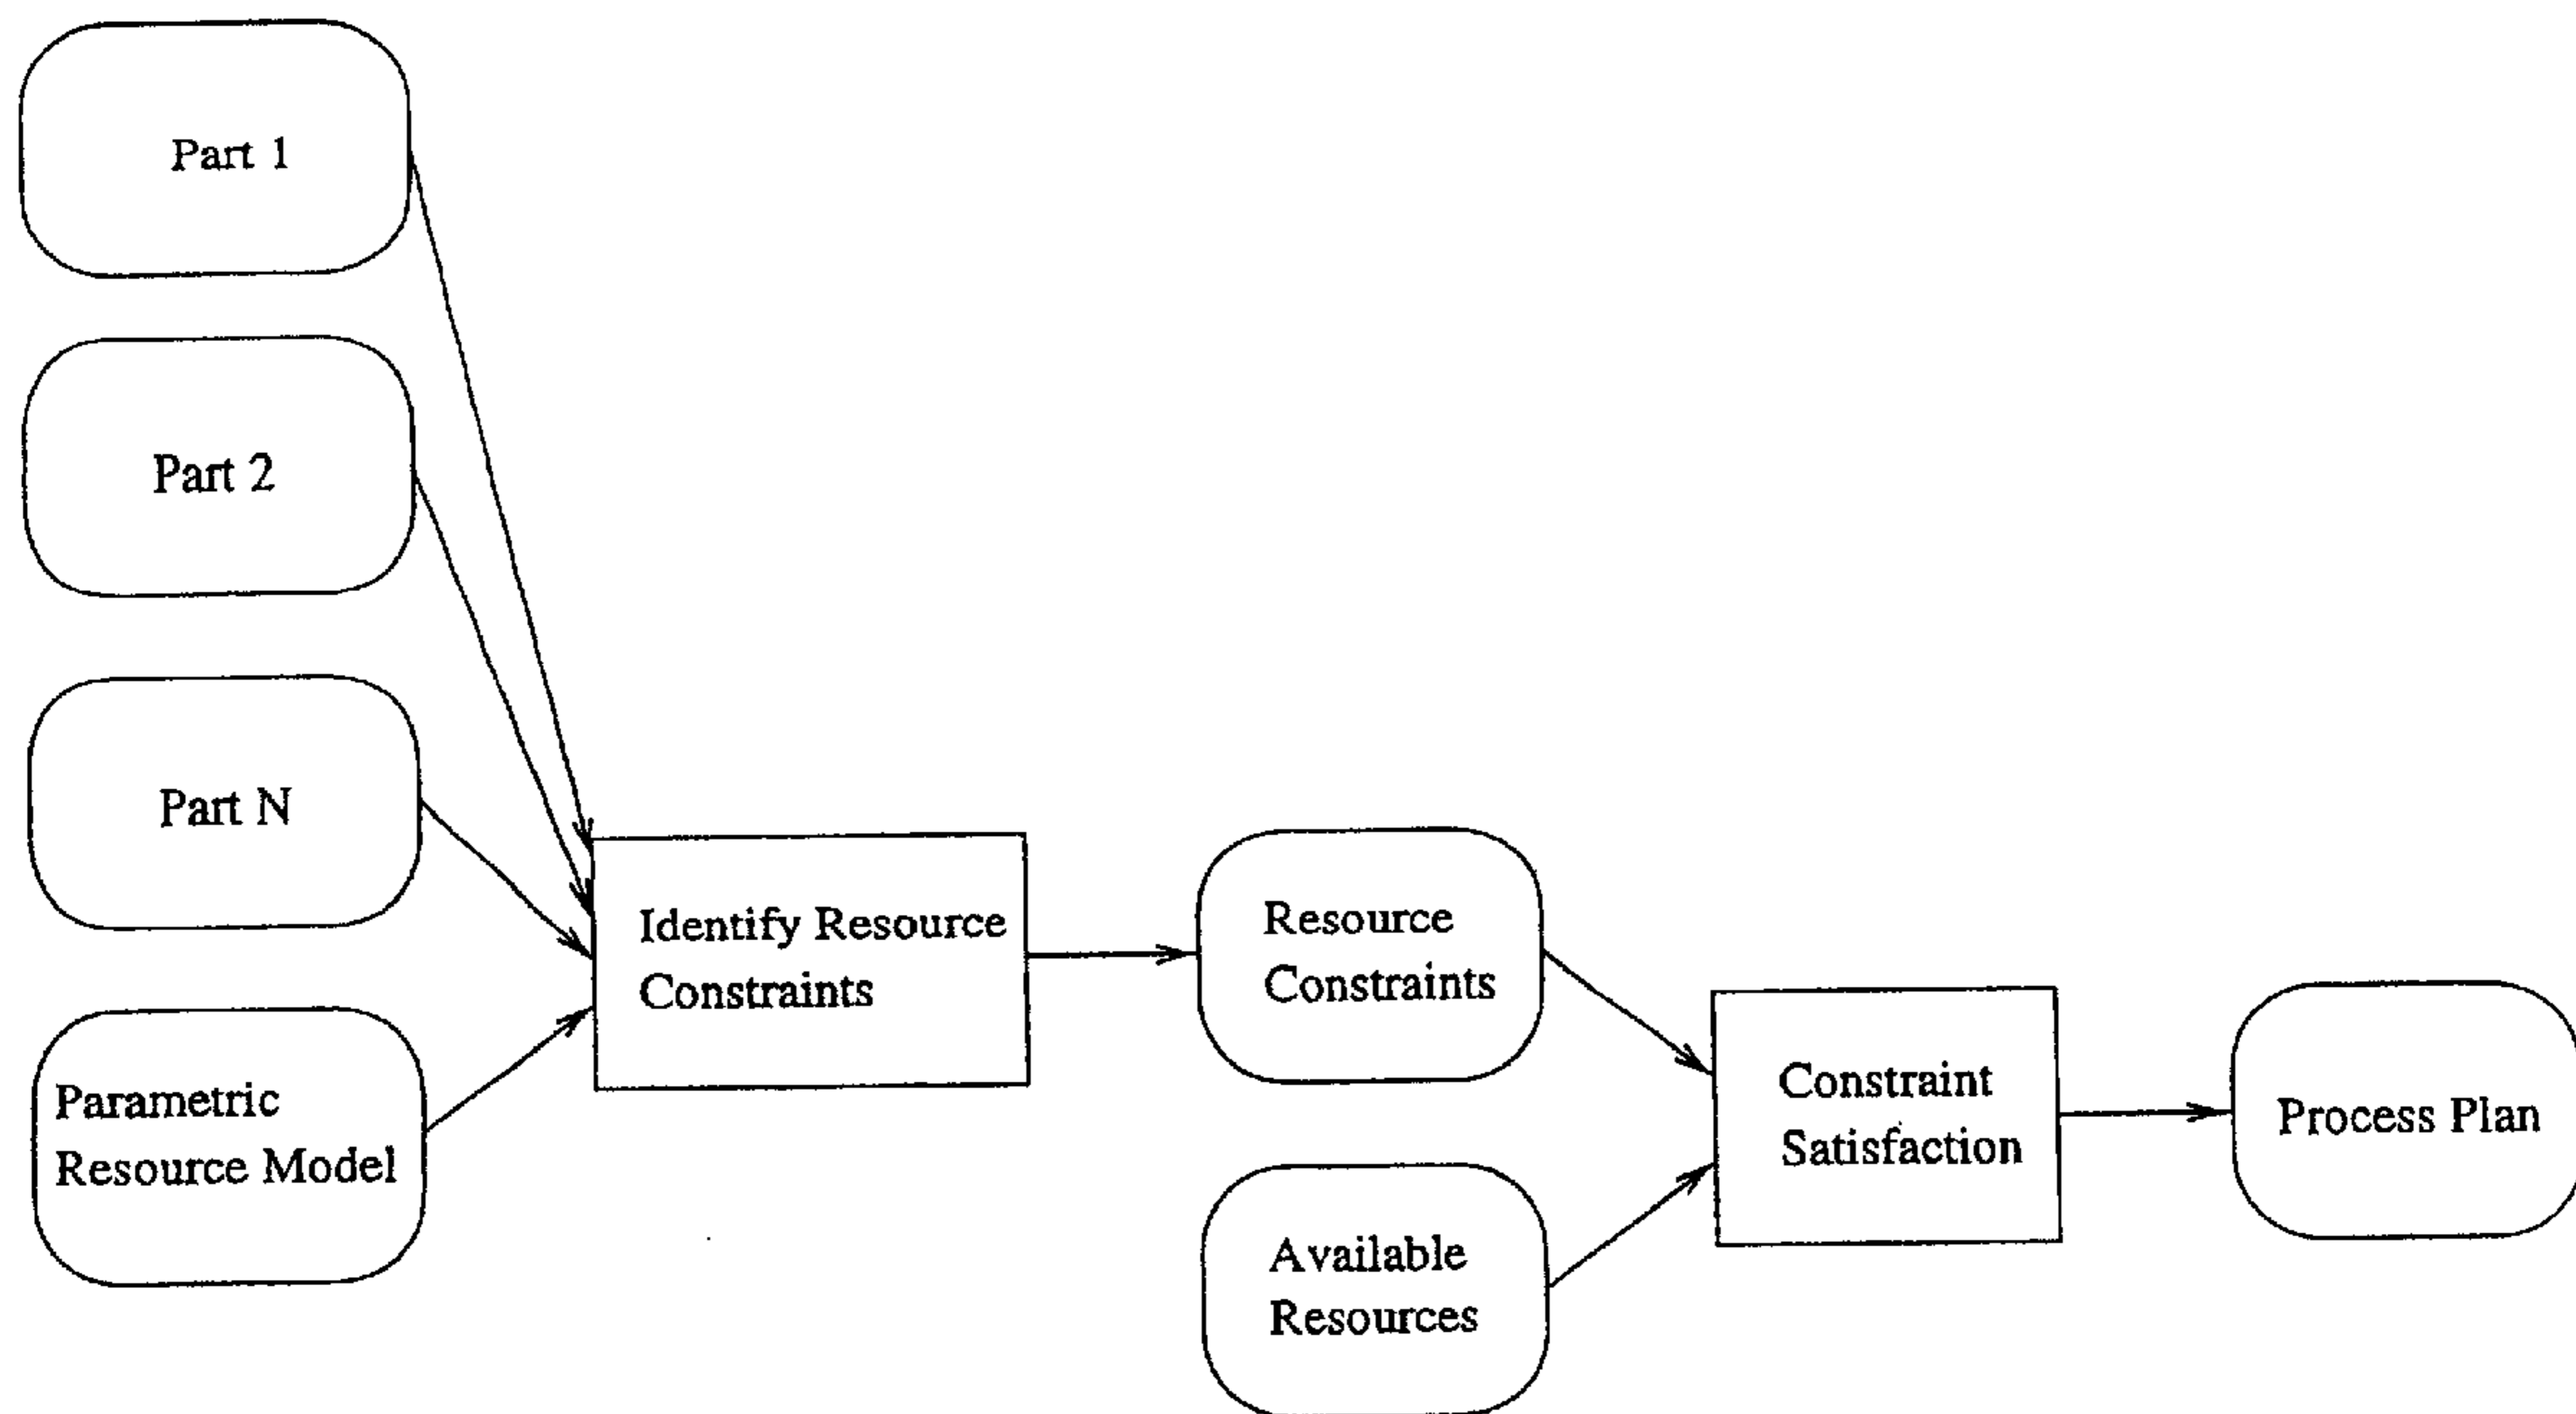 Part 1
Part 2
Part N
Parametric
Resource Model
Identify Resource
Constraints
Resource
Constraints
Available
Resources
Constraint
Satisfaction
Process Plan